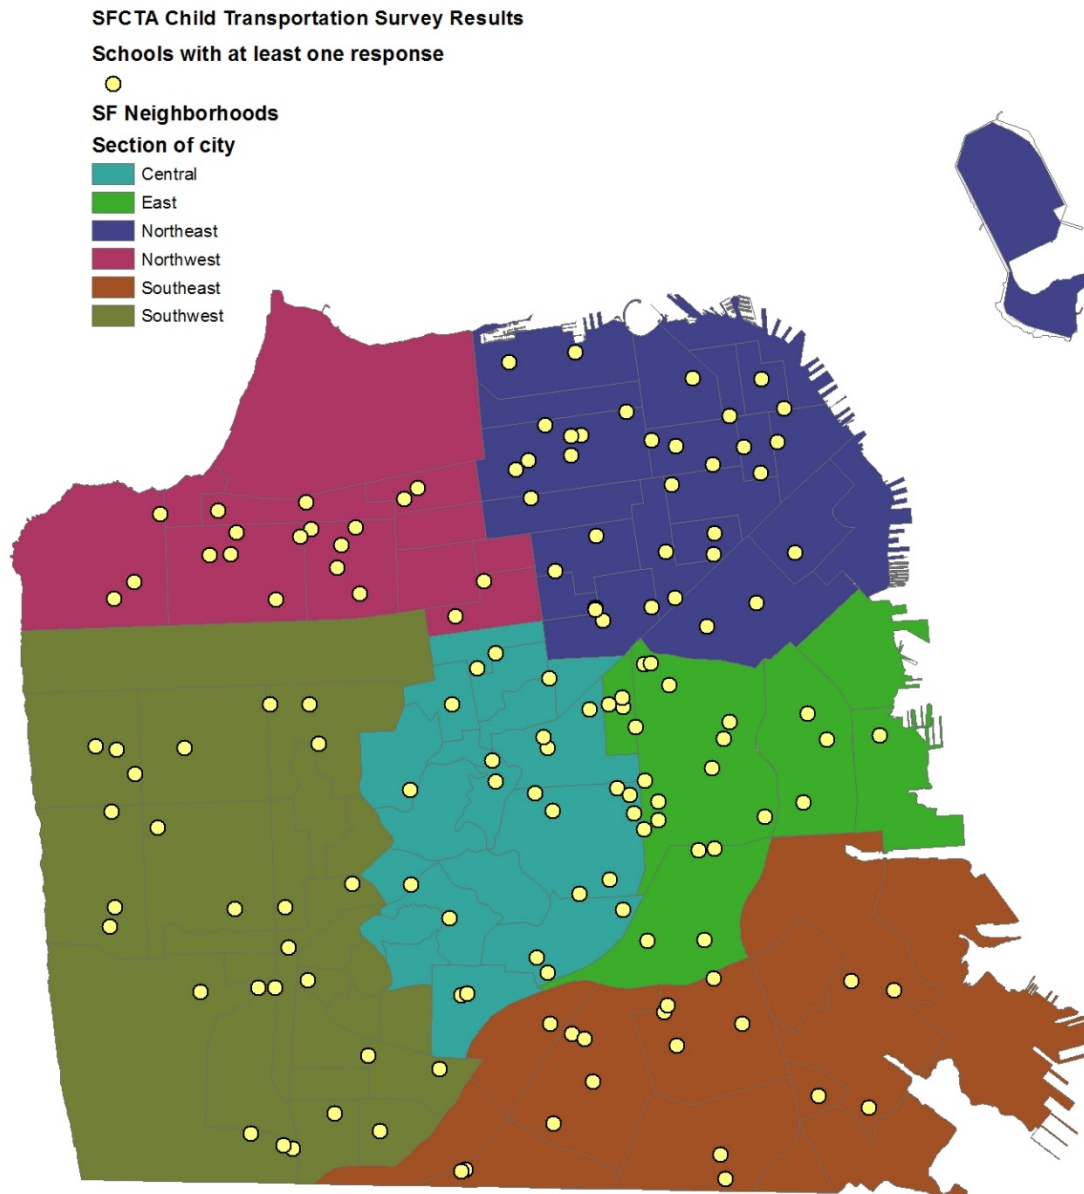 SFCTA Child Transportation Survey Results
Schools with at least one response
SF Neighborhoods
Section of city
Central
East
Northeast
Northwest
Southeast
Southwest